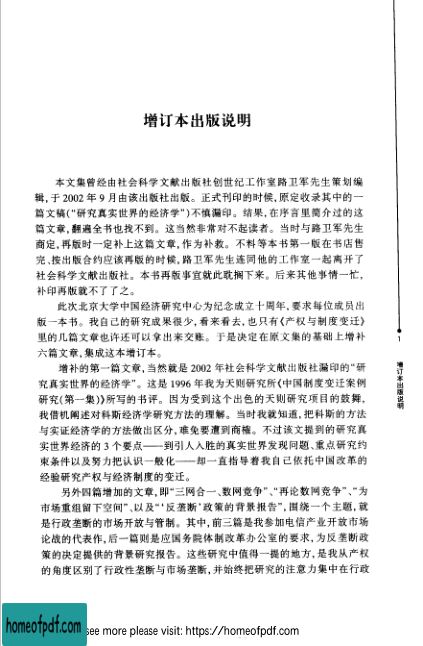 增订本出版说明
本文集曾经由社会科学文献出版社创世纪工作室路卫军先生策划编
辑,于2002年9月由该出版社出版。正式刊印的时候,原定收录其中的一
篇文稿(“研究真实世界的经济学”)不慎漏印。结果,在序言里简介过的这
篇文章,翻遍全书也找不到。这当然非常对不起读者。当时与路卫军先生
商定,再版时一定补上这篇文章,作为补救。不料等本书第一版在书店售
完、按出版合约应该再版的时候,路卫军先生连同他的工作室一起离开了
社会科学文献出版社。本书再版事宜就此耽搁下来。后来其他事情一忙,
补印再版就不了了之。
此次北京大学中国经济研究中心为纪念成立十周年,要求每位成员出
版一本书。我自己的研究成果很少,看来看去,也只有《产权与制度变迁》
里的几篇文章也许还可以拿出来交账。于是决定在原文集的基础上增补
六篇文章,集成这本增订本。
增补的第一篇文章,当然就是2002年社会科学文献出版社漏印的“研
究真实世界的经济学”。这是1996年我为天则研究所《中国制度变迁案例
研究(第一集)》所写的书评。因为受到这个出色的天则研究项目的鼓舞,
我借机阐述对科斯经济学研究方法的理解。当时我就知道,把科斯的方法
与实证经济学的方法做出区分,难免要遭到商榷。不过该文提到的研究真
实世界经济的3个要点——到引人入胜的真实世界发现问题、重点研究约
束条件以及努力把认识一般化——却一直指导着我自己依托中国改革的
经验研究产权与经济制度的变迁。
另外四篇增加的文章,即“三网合一、数网竞争”、“再论数网竞争”、“为
市场重组留下空间”、以及“‘反垄断’政策的背景报告”,围绕一个主题,就
是行政垄断的市场开放与管制。其中,前三篇是我参加电信产业开放市场
论战的代表作,后一篇则是应国务院体制改革办公室的要求,为反垄断政
策的决定提供的背景研究报告。这些研究中值得一提的地方,是我从产权
的角度区别了行政性垄断与市场垄断,并始终把研究的注意力集中在行政
1
增订本出版说明
homeofpdf.com
see more please visit: https://homeofpdf.com